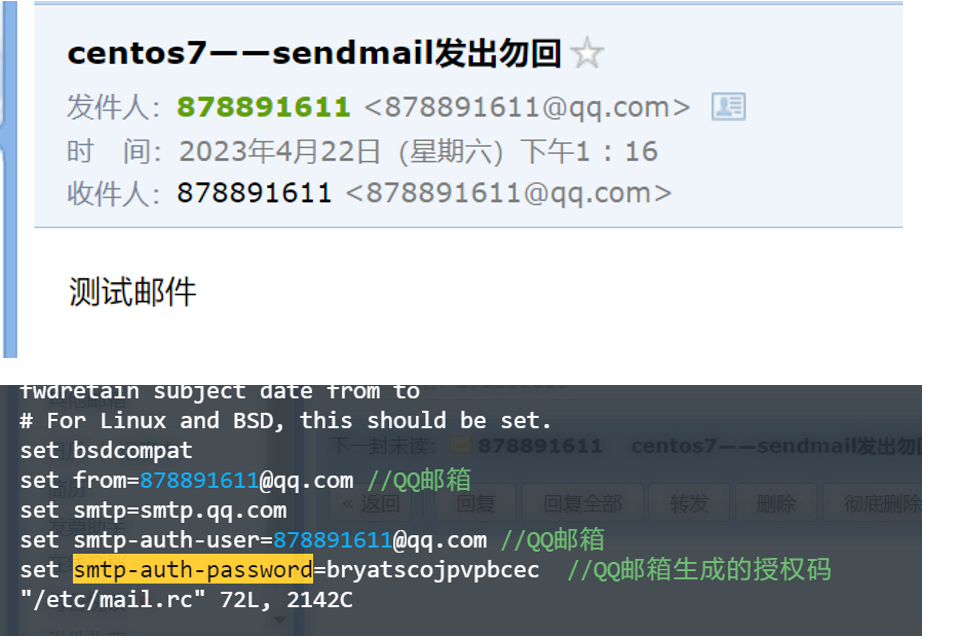 centos7——sendmail发出勿回
发件人：878891611 <878891611@qq.com>
时 间：2023年4月22日（星期六）下午1：16
收件人：878891611 <878891611@qq.com>
测试邮件
fwdretain subject date from to
# For Linux and BSD, this should be set.
下一封未读： 878891611 centos7——sendmail发出勿回
set bsdcompat
set from=878891611@qq.com //QQ邮箱
« 返回 回复 回复全部 转发 删除 彻底删除
set smtp=smtp.qq.com
set smtp-auth-user=878891611@qq.com //QQ邮箱
set smtp-auth-password=bryatscojpvpbcec //QQ邮箱生成的授权码
"/etc/mail.rc" 72L, 2142C